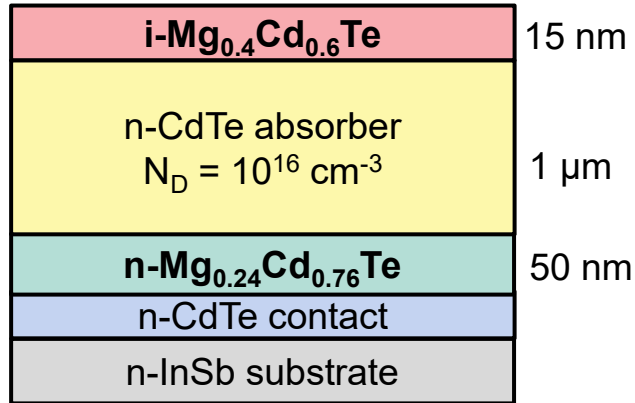 i-Mg0.4Cd0.6Te
15 nm
n-CdTe absorber
N_D = 10^16 cm^-3
1 μm
n-Mg0.24Cd0.76Te
50 nm
n-CdTe contact
n-InSb substrate